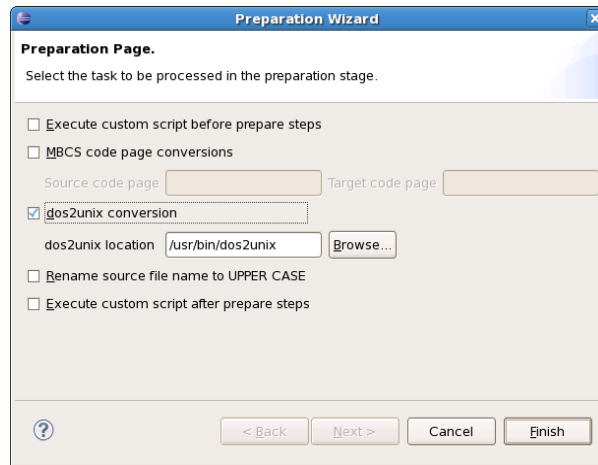 Preparation Wizard
Preparation Page.
Select the task to be processed in the preparation stage.
Execute custom script before prepare steps
MBCS code page conversions
Source code page Target code page
dos2unix conversion
dos2unix location /usr/bin/dos2unix Browse...
Rename source file name to UPPER CASE
Execute custom script after prepare steps
? < Back Next > Cancel Finish